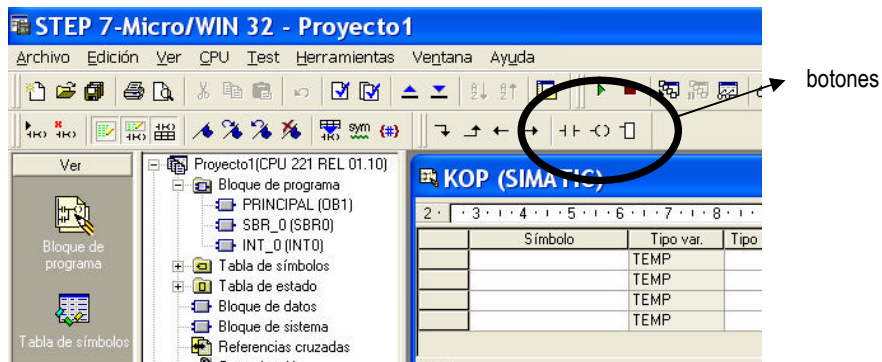 STEP 7-Micro/WIN 32 - Proyecto1
Archivo Edición Ver CPU Test Herramientas Ventana Ayuda
botones
sym
Ver
Bloque de
programa
Tabla de símbolos
Proyecto1(CPU 221 REL 01.10)
Bloque de programa
PRINCIPAL (OB1)
SBR_0 (SBR0)
INT_0 (INT0)
Tabla de símbolos
Tabla de estado
Bloque de datos
Bloque de sistema
Referencias cruzadas
KOP (SIMATIC)
2 · 3 · 4 · 5 · 6 · 7 · 8
Símbolo Tipo var. Tipo
TEMP
TEMP
TEMP
TEMP